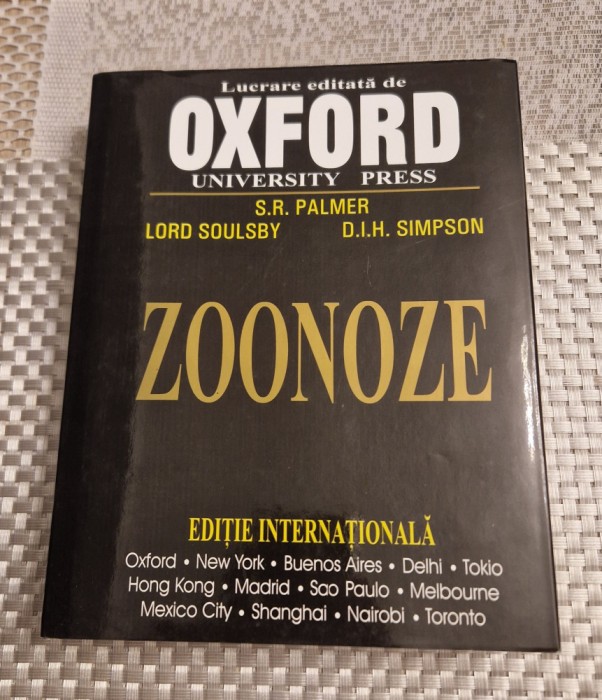 Lucrare editată de
OXFORD
UNIVERSITY PRESS
S.R. PALMER
LORD SOULSBY D.I.H. SIMPSON
ZOONOZE
EDIȚIE INTERNAȚIONALĂ
Oxford • New York • Buenos Aires • Delhi • Tokio
Hong Kong • Madrid • Sao Paulo • Melbourne
Mexico City • Shanghai • Nairobi • Toronto